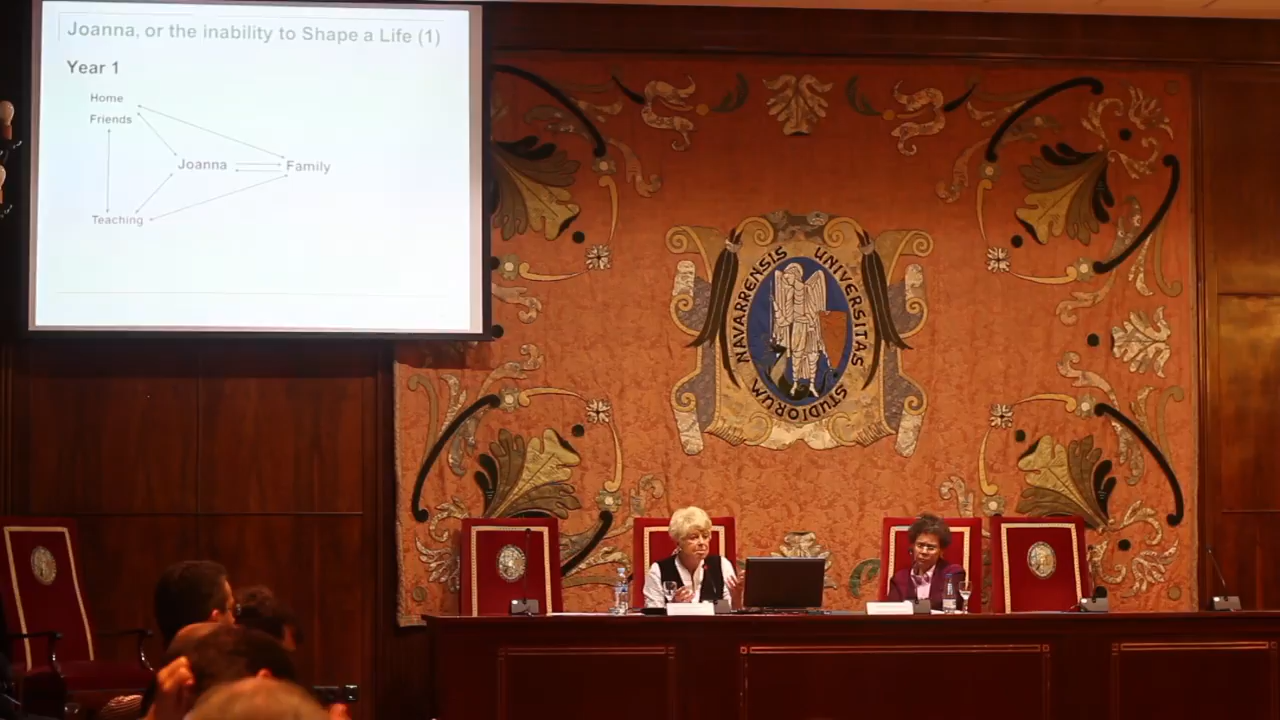 Joanna, or the inability to Shape a Life (1)
Year 1
Home
Friends
Joanna
Family
Teaching
UNIVERSITAS
STUDIORUM
NAVARRENSIS